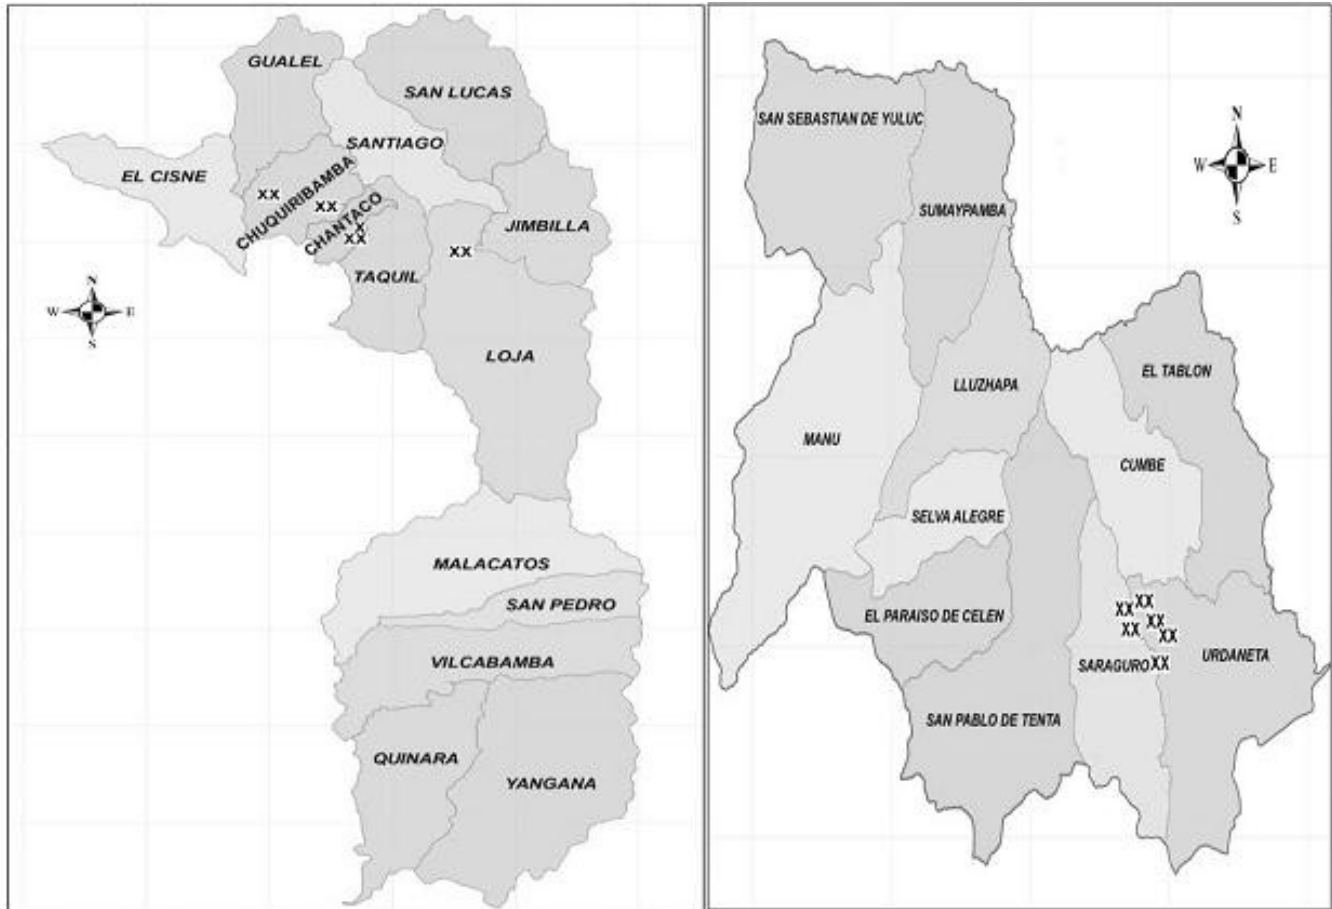 GUALEL
SAN LUCAS
SANTIAGO
EL CISNE
CHUQUIRIBAMBA
XX
XX
CHANTACO
X
XX
JIMBILLA
XX
TAQUIL
N
W E
S
LOJA
MALACATOS
SAN PEDRO
VILCABAMBA
QUINARA
YANGANA
SAN SEBASTIAN DE YULUC
N
W E
S
SUMAYPAMBA
EL TABLON
LLUZHAPA
MANU
CUMBE
SELVA ALEGRE
EL PARAISO DE CELEN
XX
XX
XX
XX
XX
URDANETA
SARAGURO XX
SAN PABLO DE TENTA